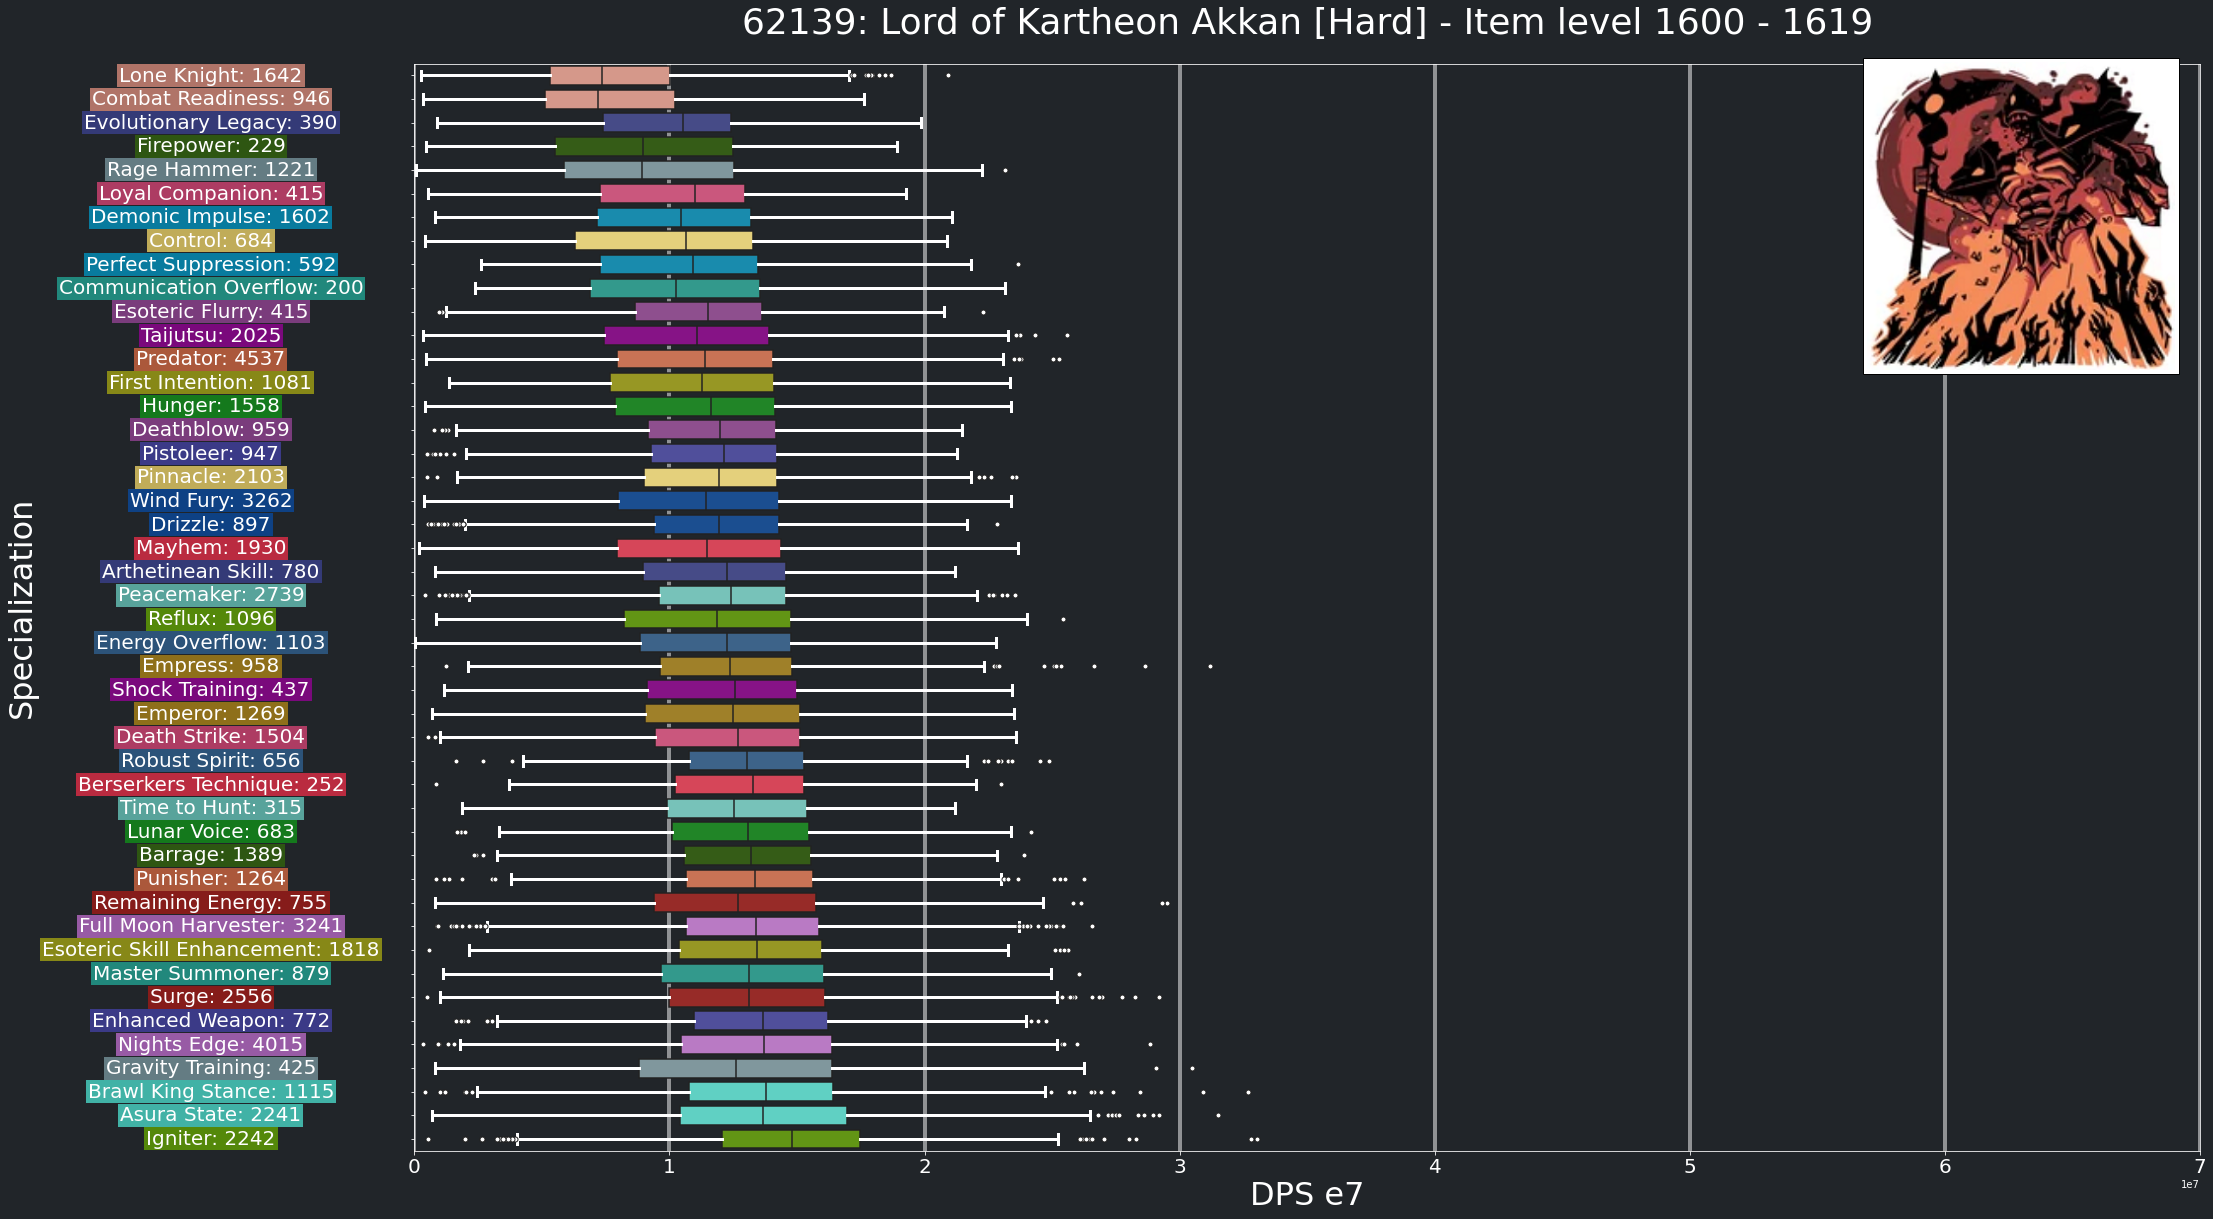 62139: Lord of Kartheon Akkan [Hard] - Item level 1600 - 1619
Specialization
Lone Knight: 1642
Combat Readiness: 946
Evolutionary Legacy: 390
Firepower: 229
Rage Hammer: 1221
Loyal Companion: 415
Demonic Impulse: 1602
Control: 684
Perfect Suppression: 592
Communication Overflow: 200
Esoteric Flurry: 415
Taijutsu: 2025
Predator: 4537
First Intention: 1081
Hunger: 1558
Deathblow: 959
Pistoleer: 947
Pinnacle: 2103
Wind Fury: 3262
Drizzle: 897
Mayhem: 1930
Arthetinean Skill: 780
Peacemaker: 2739
Reflux: 1096
Energy Overflow: 1103
Empress: 958
Shock Training: 437
Emperor: 1269
Death Strike: 1504
Robust Spirit: 656
Berserkers Technique: 252
Time to Hunt: 315
Lunar Voice: 683
Barrage: 1389
Punisher: 1264
Remaining Energy: 755
Full Moon Harvester: 3241
Esoteric Skill Enhancement: 1818
Master Summoner: 879
Surge: 2556
Enhanced Weapon: 772
Nights Edge: 4015
Gravity Training: 425
Brawl King Stance: 1115
Asura State: 2241
Igniter: 2242
0 1 2 3 4 5 6 7
1e7
DPS e7